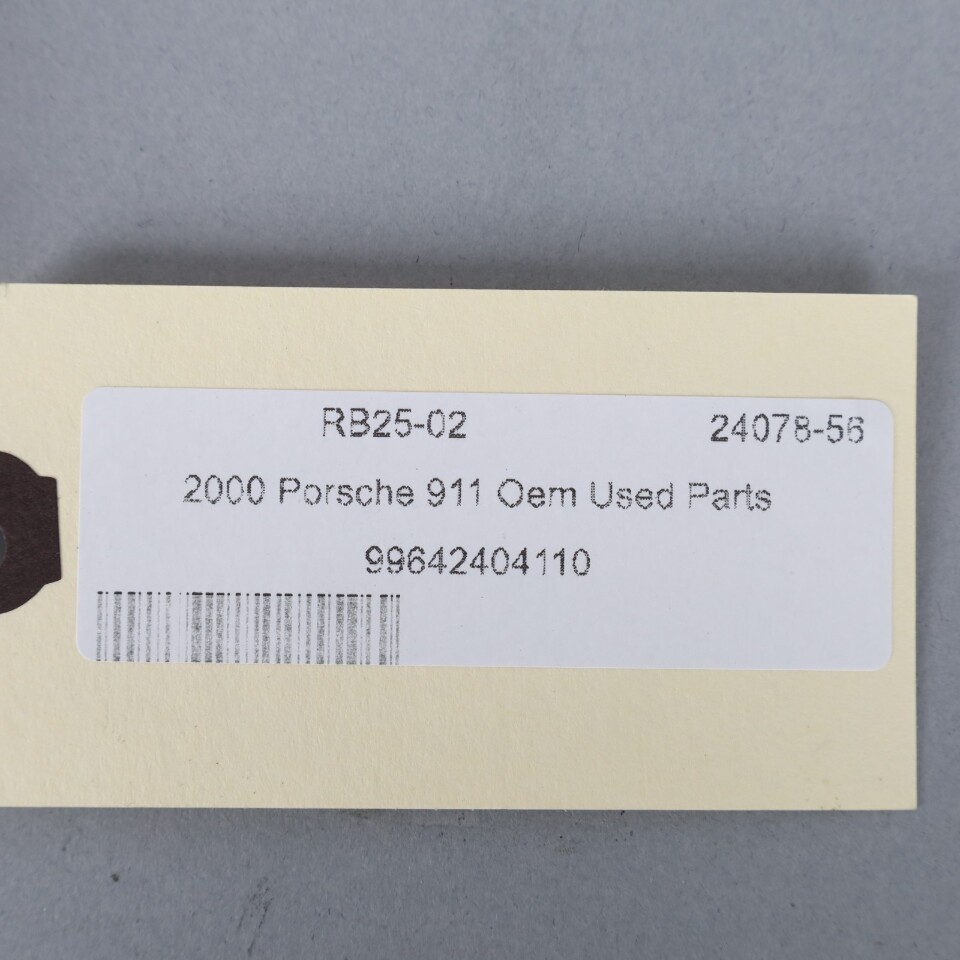 RB25-02 24078-56
2000 Porsche 911 Oem Used Parts
99642404110